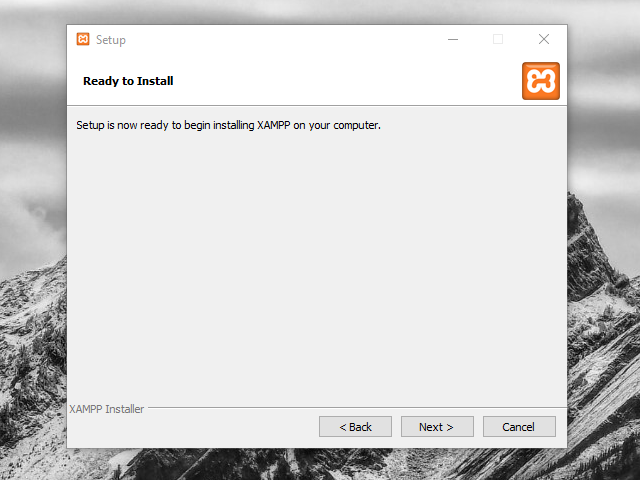 Setup
Ready to Install
Setup is now ready to begin installing XAMPP on your computer.
XAMPP Installer
< Back
Next >
Cancel